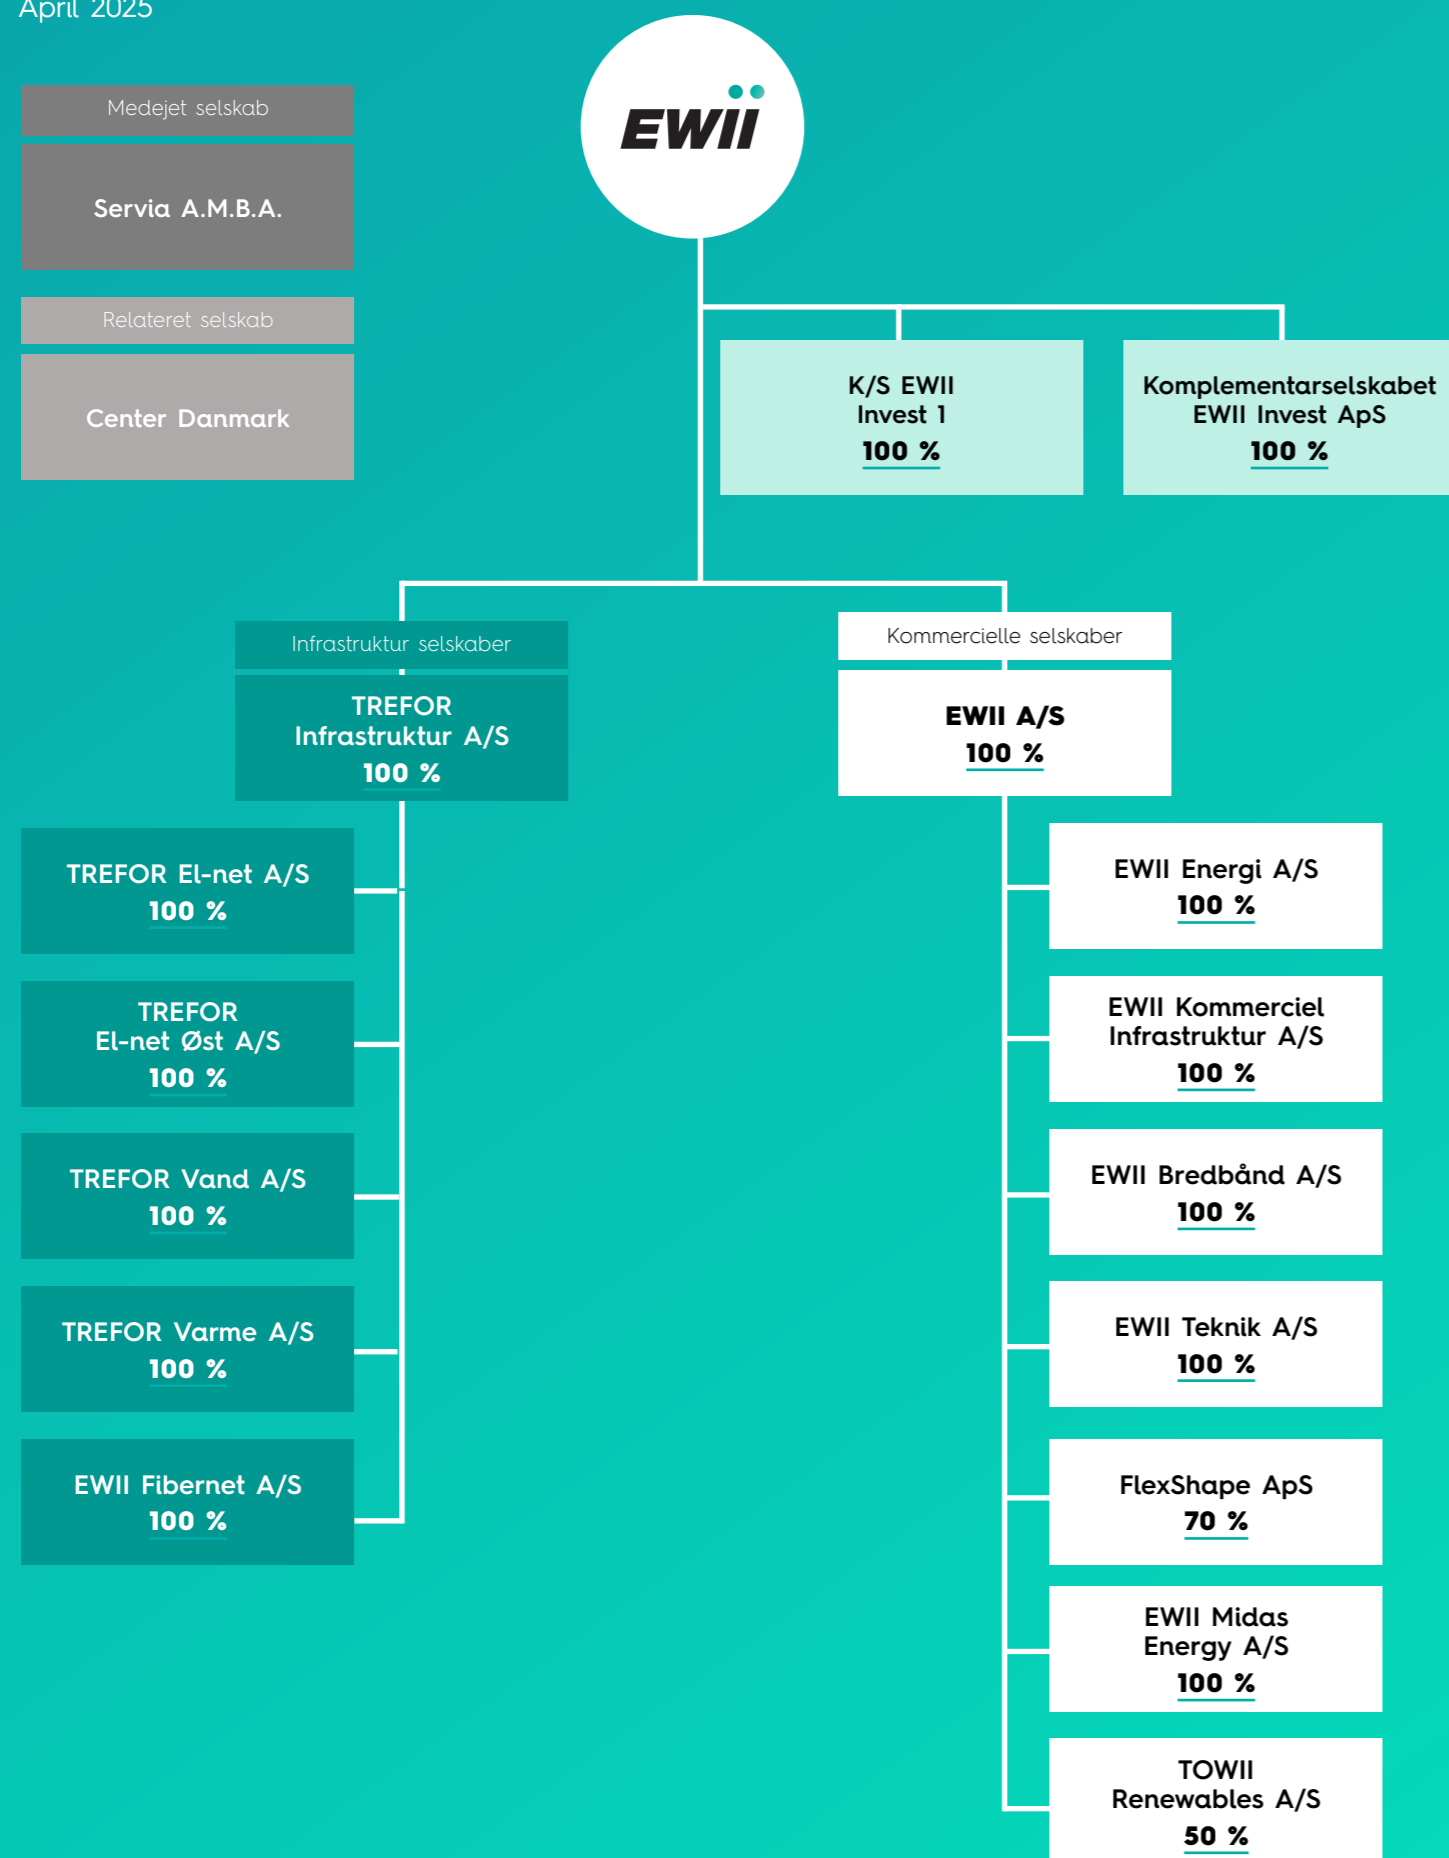 April 2025
EWII
Medejet selskab
Servia A.M.B.A.
Relateret selskab
Center Danmark
K/S EWII
Invest 1
100 %
Komplementarselskabet
EWII Invest ApS
100 %
Infrastruktur selskaber
TREFOR
Infrastruktur A/S
100 %
TREFOR El-net A/S
100 %
TREFOR
El-net Øst A/S
100 %
TREFOR Vand A/S
100 %
TREFOR Varme A/S
100 %
EWII Fibernet A/S
100 %
Kommercielle selskaber
EWII A/S
100 %
EWII Energi A/S
100 %
EWII Kommerciel
Infrastruktur A/S
100 %
EWII Bredbånd A/S
100 %
EWII Teknik A/S
100 %
FlexShape ApS
70 %
EWII Midas
Energy A/S
100 %
TOWII
Renewables A/S
50 %